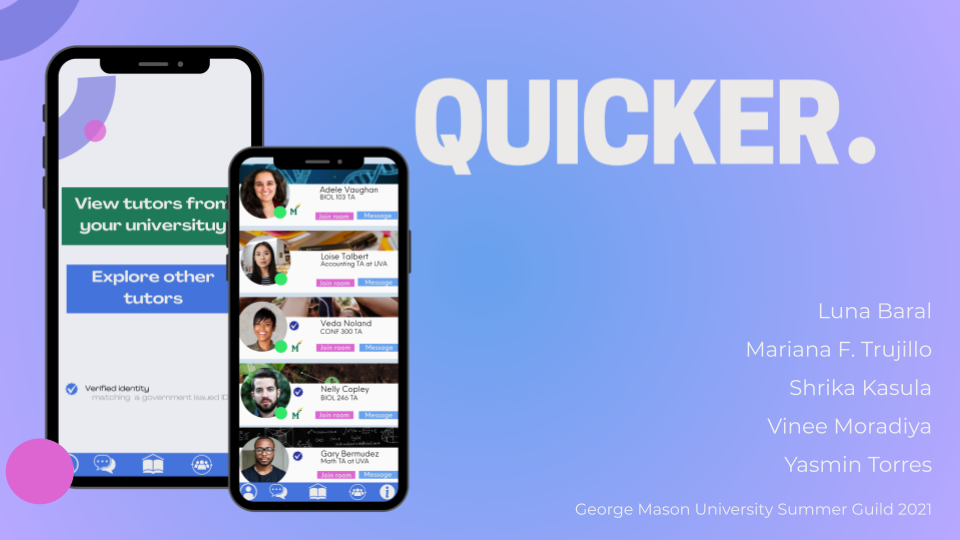 QUICKER.
View tutors from
your universituy
Explore other
tutors
Verified identity
matching a government issued ID
Adele Vaughan
BIOL 103 TA
Join room
Message
Loise Talbert
Accounting TA at UVA
Join room
Message
Veda Noland
CONF 300 TA
Join room
Message
Nelly Copley
BIOL 246 TA
Join room
Message
Gary Bermudez
Math TA at UVA
Join room
Message
Luna Baral
Mariana F. Trujillo
Shrika Kasula
Vinee Moradiya
Yasmin Torres
George Mason University Summer Guild 2021